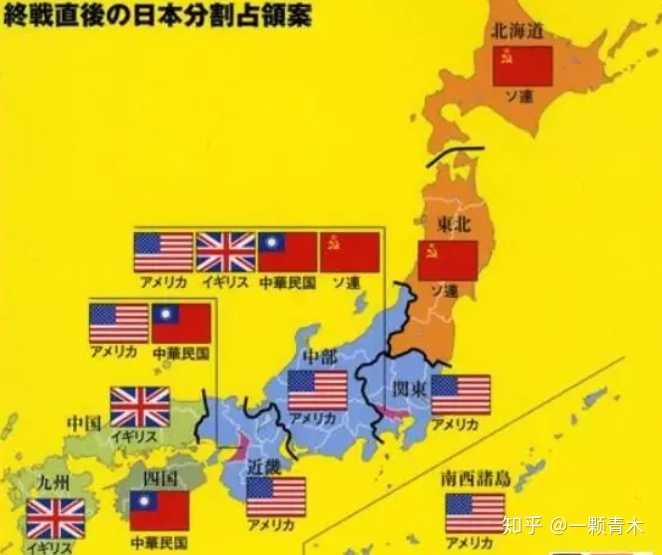 終戦直後の日本分割占領案
北海道
ソ連
東北
ソ連
アメリカ
イギリス
中華民国
ソ連
アメリカ
中華民国
中部
アメリカ
関東
アメリカ
中国
イギリス
近畿
アメリカ
九州
イギリス
四国
中華民国
南西諸島
アメリカ
知乎 @一颗青木